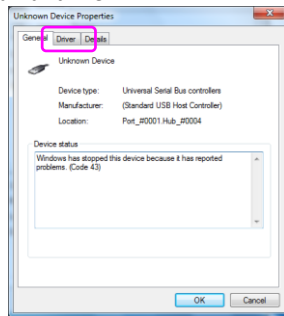 Unknown Device Properties
General Driver Details
Unknown Device
Device type: Universal Serial Bus controllers
Manufacturer: (Standard USB Host Controller)
Location: Port_#0001.Hub_#0004
Device status
Windows has stopped this device because it has reported
problems. (Code 43)
OK Cancel